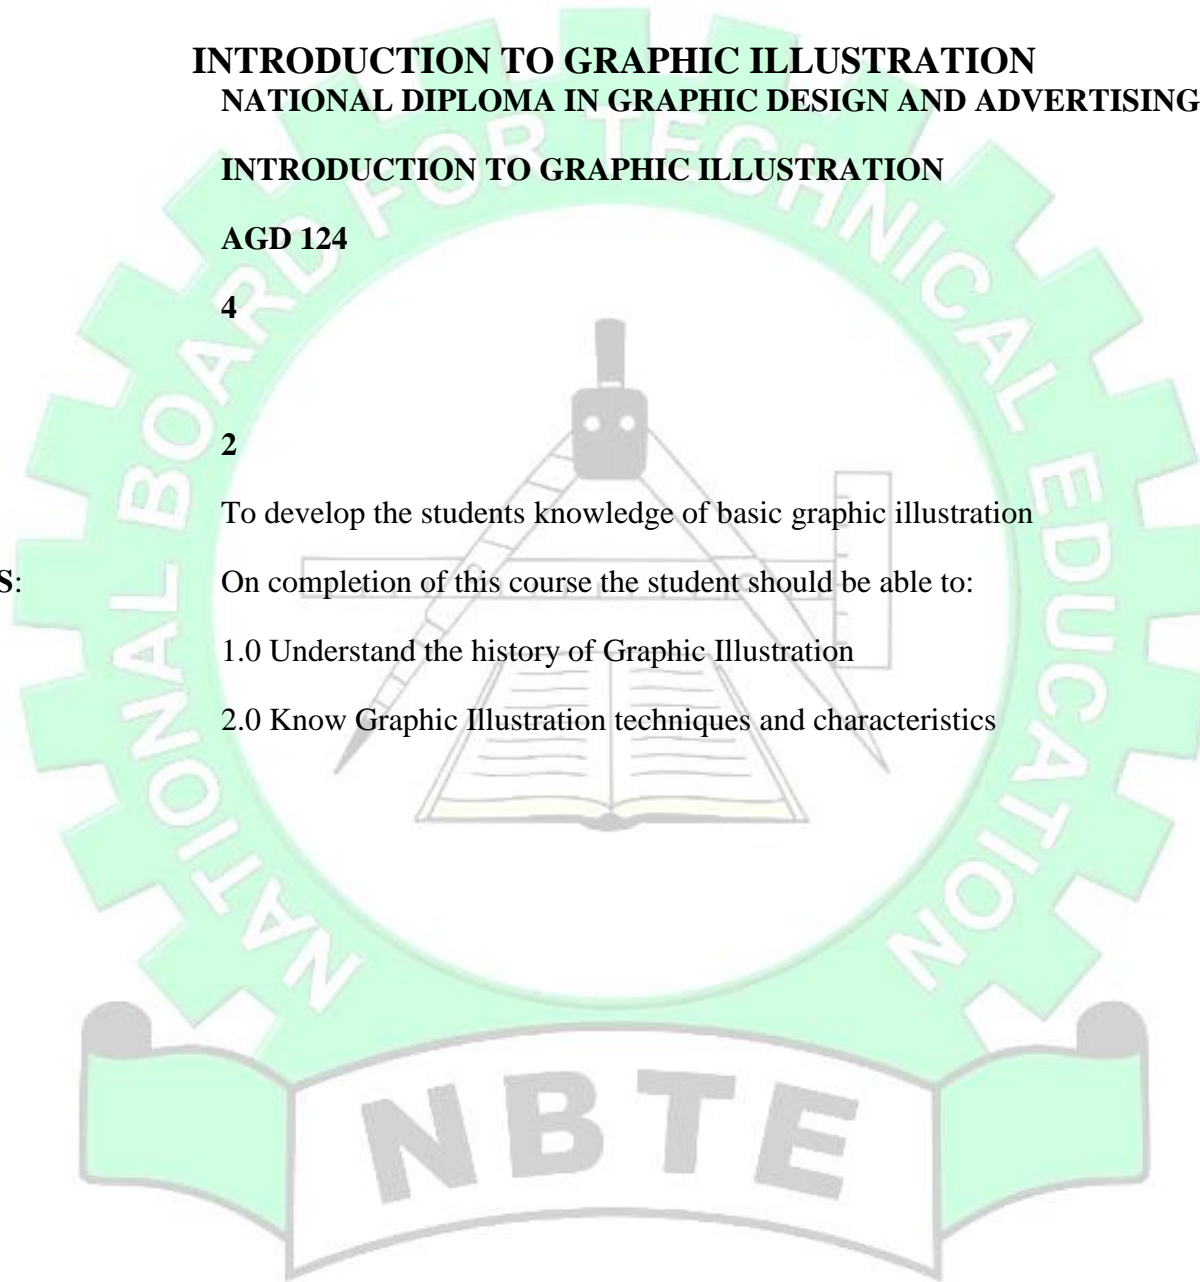 INTRODUCTION TO GRAPHIC ILLUSTRATION
NATIONAL DIPLOMA IN GRAPHIC DESIGN AND ADVERTISING
INTRODUCTION TO GRAPHIC ILLUSTRATION
AGD 124
4
2
To develop the students knowledge of basic graphic illustration
S: On completion of this course the student should be able to:
1.0 Understand the history of Graphic Illustration
2.0 Know Graphic Illustration techniques and characteristics
NATIONAL BOARD FOR TECHNICAL EDUCATION
NBTE